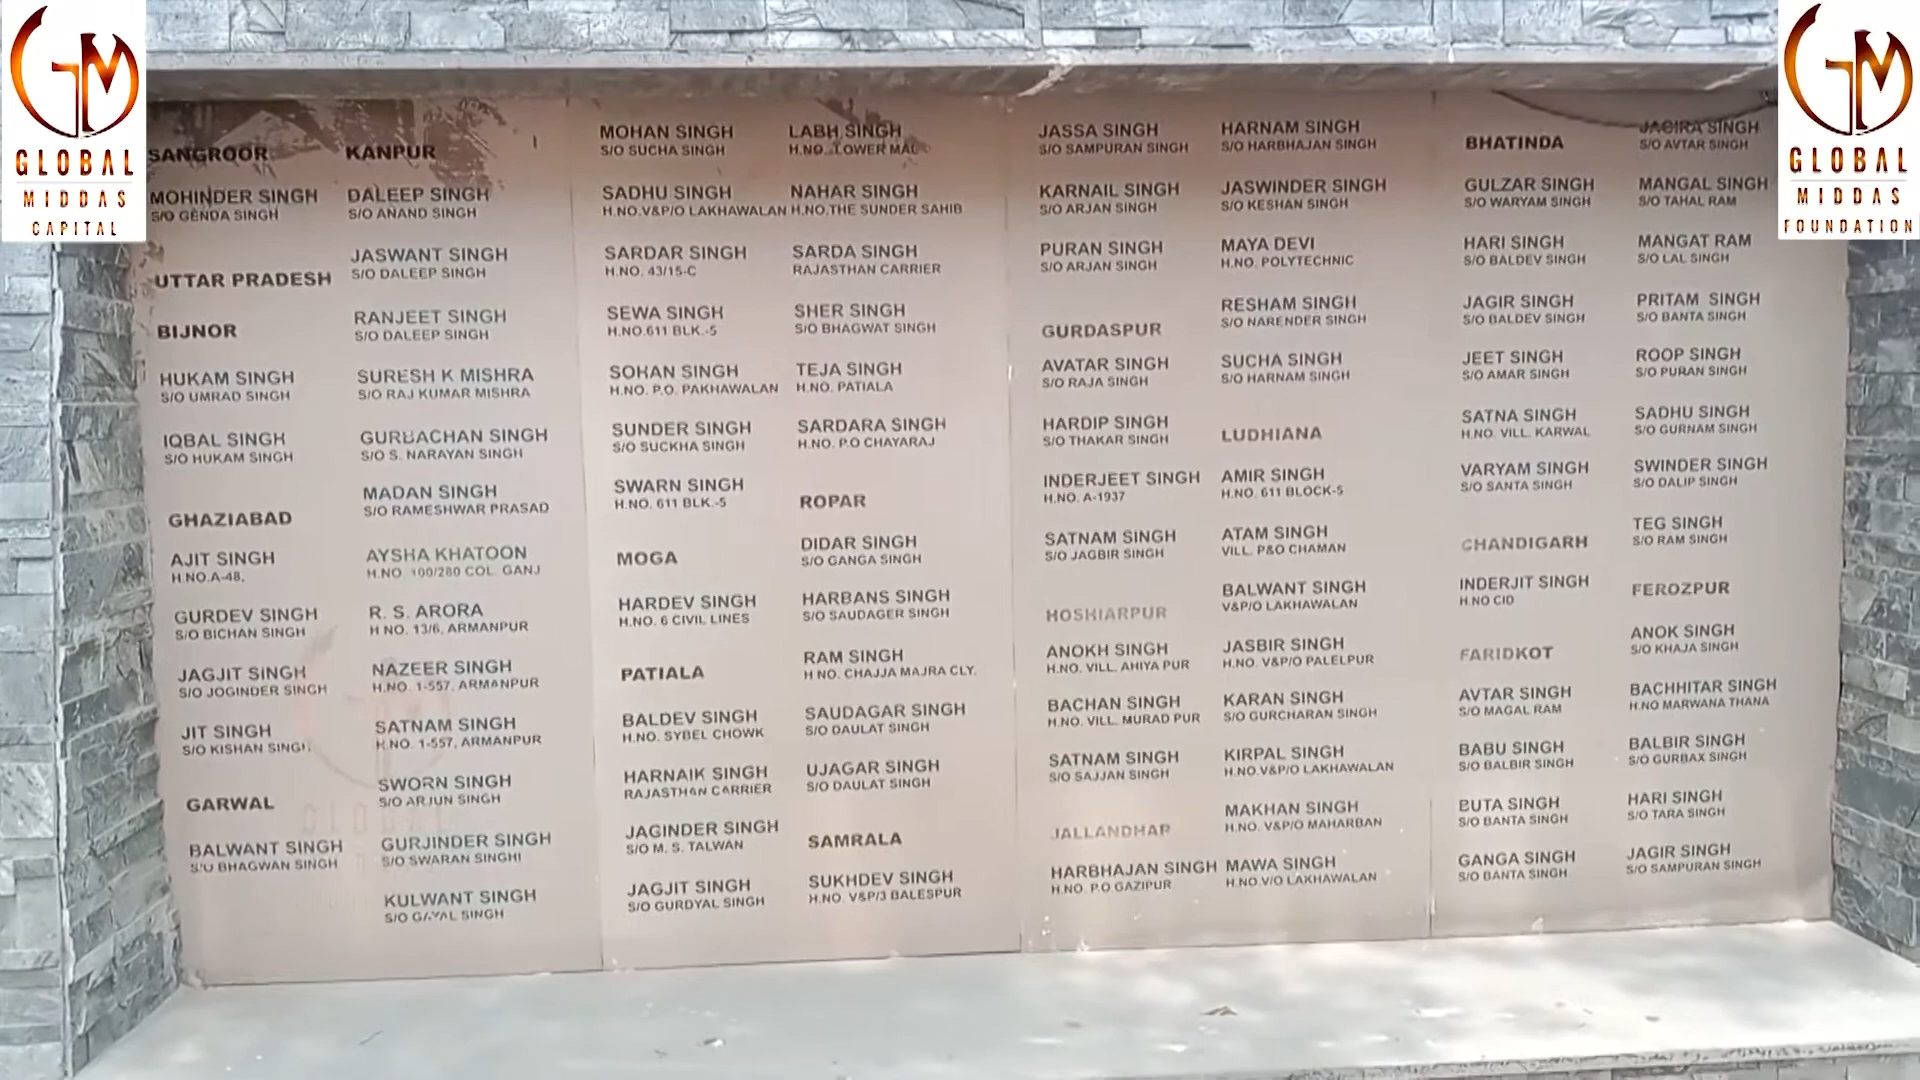 GM
GLOBAL
MIDDAS
CAPITAL
SANGROOR
MOHINDER SINGH
S/O GENDA SINGH
UTTAR PRADESH
BIJNOR
HUKAM SINGH
S/O UMRAD SINGH
IQBAL SINGH
S/O HUKAM SINGH
GHAZIABAD
AJIT SINGH
H.NO.A-48,
GURDEV SINGH
S/O BICHAN SINGH
JAGJIT SINGH
S/O JOGINDER SINGH
JIT SINGH
S/O KISHAN SINGH
GARWAL
BALWANT SINGH
S/O BHAGWAN SINGH
KANPUR
DALEEP SINGH
S/O ANAND SINGH
JASWANT SINGH
S/O DALEEP SINGH
RANJEET SINGH
S/O DALEEP SINGH
SURESH K MISHRA
S/O RAJ KUMAR MISHRA
GURBACHAN SINGH
S/O S. NARAYAN SINGH
MADAN SINGH
S/O RAMESHWAR PRASAD
AYSHA KHATOON
H.NO. 100/280 COL. GANJ
R. S. ARORA
H NO. 13/6, ARMANPUR
NAZEER SINGH
H.NO. 1-557, ARMANPUR
SATNAM SINGH
H.NO. 1-557, ARMANPUR
SWORN SINGH
S/O ARJUN SINGH
GURJINDER SINGH
S/O SWARAN SINGHI
KULWANT SINGH
S/O SINGH
MOHAN SINGH
S/O SUCHA SINGH
SADHU SINGH
H.NO.V&P/O LAKHAWALAN
SARDAR SINGH
H.NO. 43/15-C
SEWA SINGH
H.NO.611 BLK.-5
SOHAN SINGH
H.NO. P.O. PAKHAWALAN
SUNDER SINGH
S/O SUCKHA SINGH
SWARN SINGH
H.NO. 611 BLK.-5
MOGA
HARDEV SINGH
H.NO. 6 CIVIL LINES
PATIALA
BALDEV SINGH
H.NO. SYBEL CHOWK
HARNAIK SINGH
RAJASTHAN CARRIER
JAGINDER SINGH
S/O M. S. TALWAN
JAGJIT SINGH
S/O GURDYAL SINGH
LABH SINGH
H.NO. LOWER MAL
NAHAR SINGH
H.NO.THE SUNDER SAHIB
SARDA SINGH
RAJASTHAN CARRIER
SHER SINGH
S/O BHAGWAT SINGH
TEJA SINGH
H.NO. PATIALA
SARDARA SINGH
H.NO. P.O CHAYARAJ
ROPAR
DIDAR SINGH
S/O GANGA SINGH
HARBANS SINGH
S/O SAUDAGER SINGH
RAM SINGH
H NO. CHAJJA MAJRA CLY.
SAUDAGAR SINGH
S/O DAULAT SINGH
UJAGAR SINGH
S/O DAULAT SINGH
SAMRALA
SUKHDEV SINGH
H.NO. V&P/3 BALESPUR
JASSA SINGH
S/O SAMPURAN SINGH
KARNAIL SINGH
S/O ARJAN SINGH
PURAN SINGH
S/O ARJAN SINGH
GURDASPUR
AVATAR SINGH
S/O RAJA SINGH
HARDIP SINGH
S/O THAKAR SINGH
INDERJEET SINGH
H.NO. A-1937
SATNAM SINGH
S/O JAGBIR SINGH
HOSHIARPUR
ANOKH SINGH
H.NO. VILL. AHIYA PUR
BACHAN SINGH
H.NO. VILL. MURAD PUR
SATNAM SINGH
S/O SAJJAN SINGH
JALLANDHAR
HARBHAJAN SINGH
H.NO. P.O GAZIPUR
HARNAM SINGH
S/O HARBHAJAN SINGH
JASWINDER SINGH
S/O KESHAN SINGH
MAYA DEVI
H.NO. POLYTECHNIC
RESHAM SINGH
S/O NARENDER SINGH
SUCHA SINGH
S/O HARNAM SINGH
LUDHIANA
AMIR SINGH
H.NO. 611 BLOCK-5
ATAM SINGH
VILL. P&O CHAMAN
BALWANT SINGH
V&P/O LAKHAWALAN
JASBIR SINGH
H.NO. V&P/O PALELPUR
KARAN SINGH
S/O GURCHARAN SINGH
KIRPAL SINGH
H.NO.V&P/O LAKHAWALAN
MAKHAN SINGH
H.NO. V&P/O MAHARBAN
MAWA SINGH
H.NO.V/O LAKHAWALAN
BHATINDA
GULZAR SINGH
S/O WARYAM SINGH
HARI SINGH
S/O BALDEV SINGH
JAGIR SINGH
S/O BALDEV SINGH
JEET SINGH
S/O AMAR SINGH
SATNA SINGH
H.NO. VILL. KARWAL
VARYAM SINGH
S/O SANTA SINGH
CHANDIGARH
INDERJIT SINGH
H.NO CID
FARIDKOT
AVTAR SINGH
S/O MAGAL RAM
BABU SINGH
S/O BALBIR SINGH
BUTA SINGH
S/O BANTA SINGH
GANGA SINGH
S/O BANTA SINGH
JAGIRA SINGH
S/O AVTAR SINGH
MANGAL SINGH
S/O TAHAL RAM
MANGAT RAM
S/O LAL SINGH
PRITAM SINGH
S/O BANTA SINGH
ROOP SINGH
S/O PURAN SINGH
SADHU SINGH
S/O GURNAM SINGH
SWINDER SINGH
S/O DALIP SINGH
TEG SINGH
S/O RAM SINGH
FEROZPUR
ANOK SINGH
S/O KHAJA SINGH
BACHHITAR SINGH
H.NO MARWANA THANA
BALBIR SINGH
S/O GURBAX SINGH
HARI SINGH
S/O TARA SINGH
JAGIR SINGH
S/O SAMPURAN SINGH
GM
GLOBAL
MIDDAS
FOUNDATION
GLOBAL